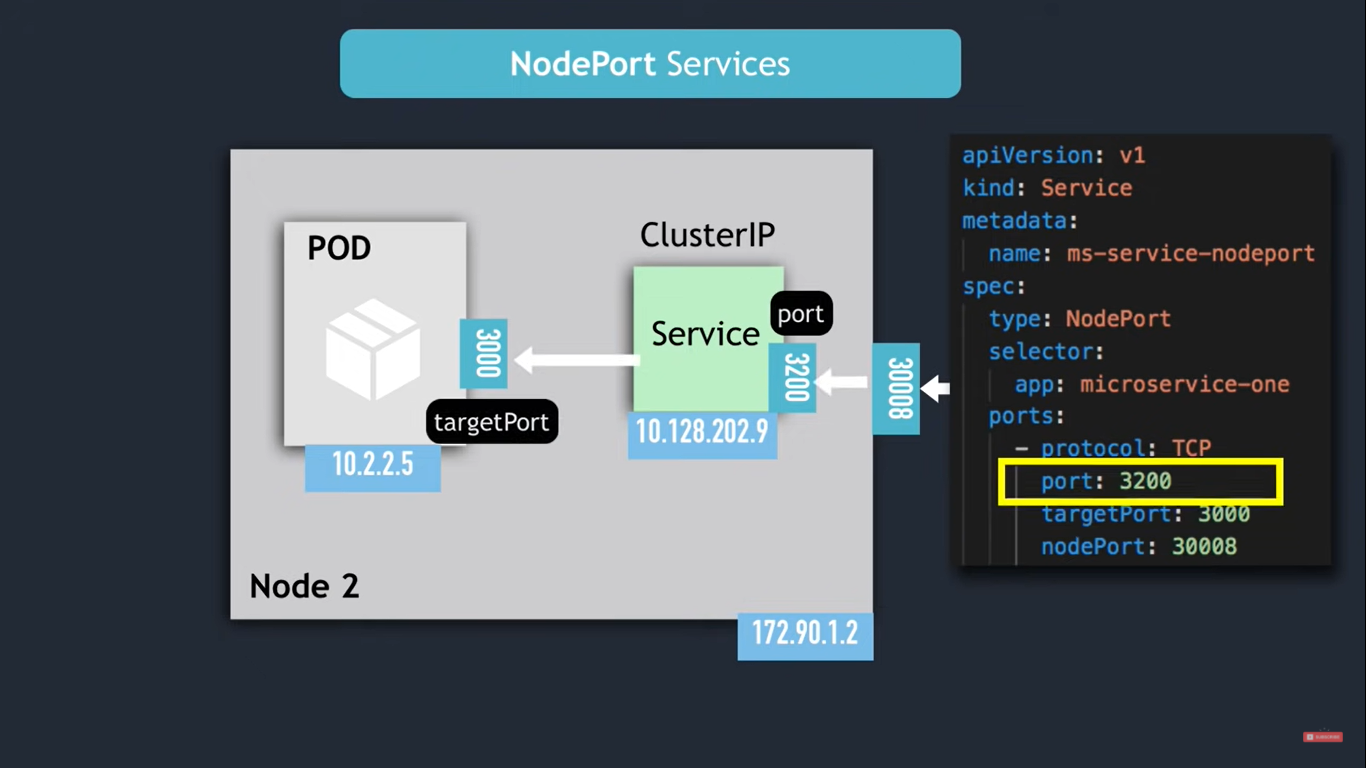 NodePort Services
POD
3000
targetPort
10.2.2.5
ClusterIP
Service
port
3200
10.128.202.9
30008
Node 2
172.90.1.2
apiVersion: v1
kind: Service
metadata:
name: ms-service-nodeport
spec:
type: NodePort
selector:
app: microservice-one
ports:
- protocol: TCP
port: 3200
targetPort: 3000
nodePort: 30008
SUBSCRIBE